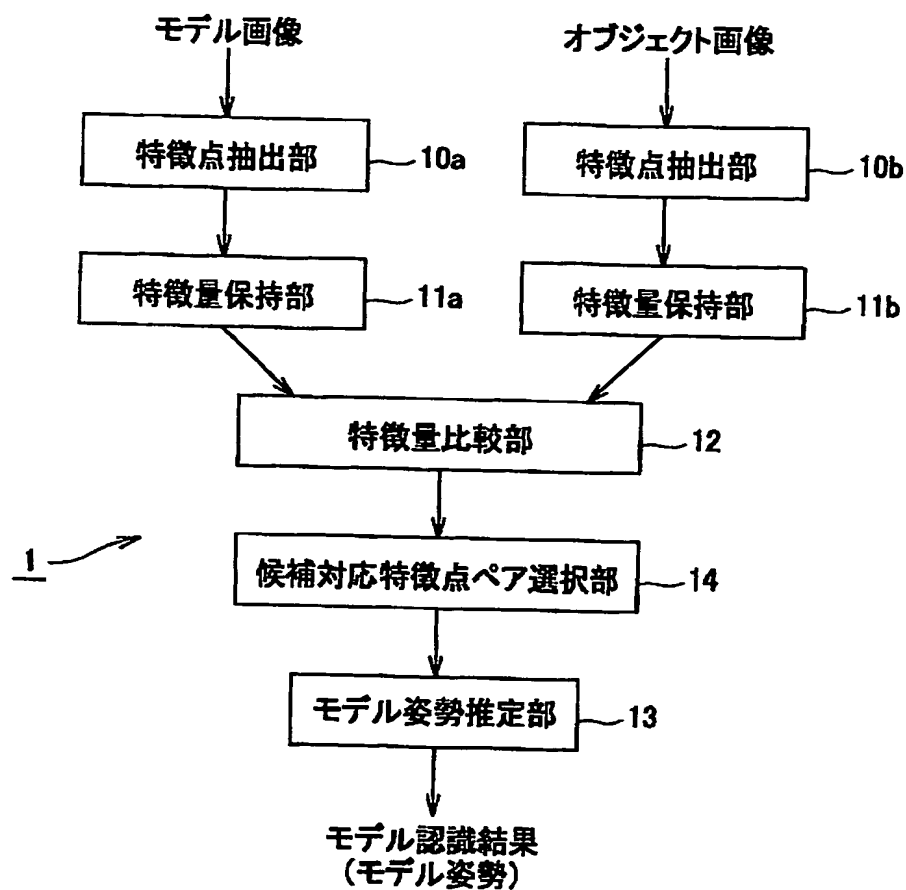 モデル画像
オブジェクト画像
特徴点抽出部
10a
特徴点抽出部
10b
特徴量保持部
11a
特徴量保持部
11b
特徴量比較部
12
1
候補対応特徴点ペア選択部
14
モデル姿勢推定部
13
モデル認識結果
(モデル姿勢)